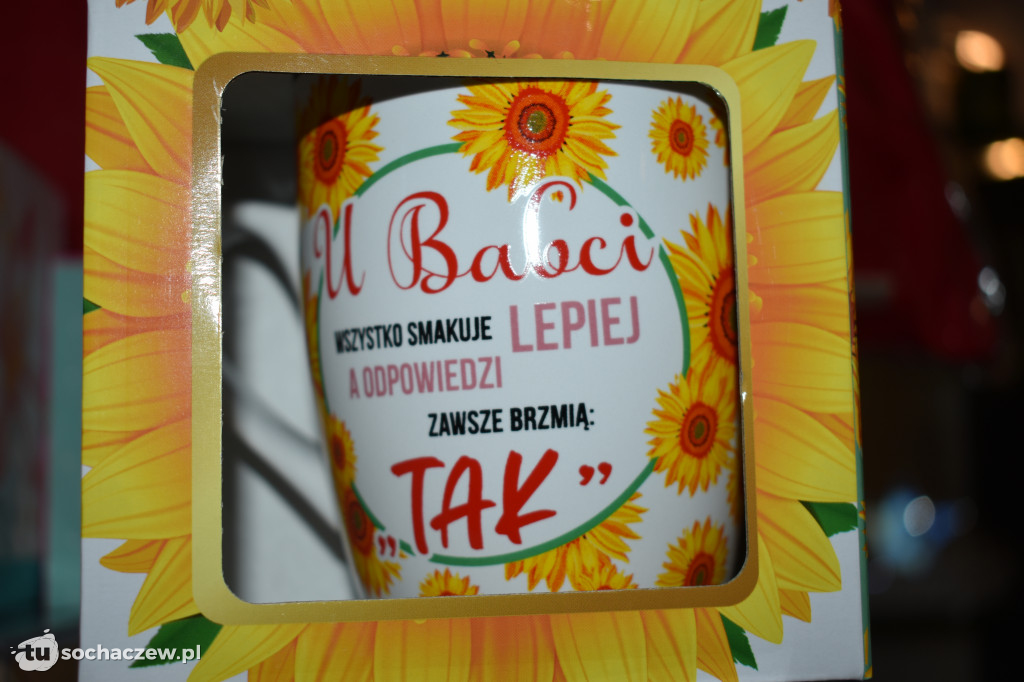 U Babci
WSZYSTKO SMAKUJE LEPIEJ
A ODPOWIEDZI
ZAWSZE BRZMIĄ:
„TAK”
tu sochaczew.pl